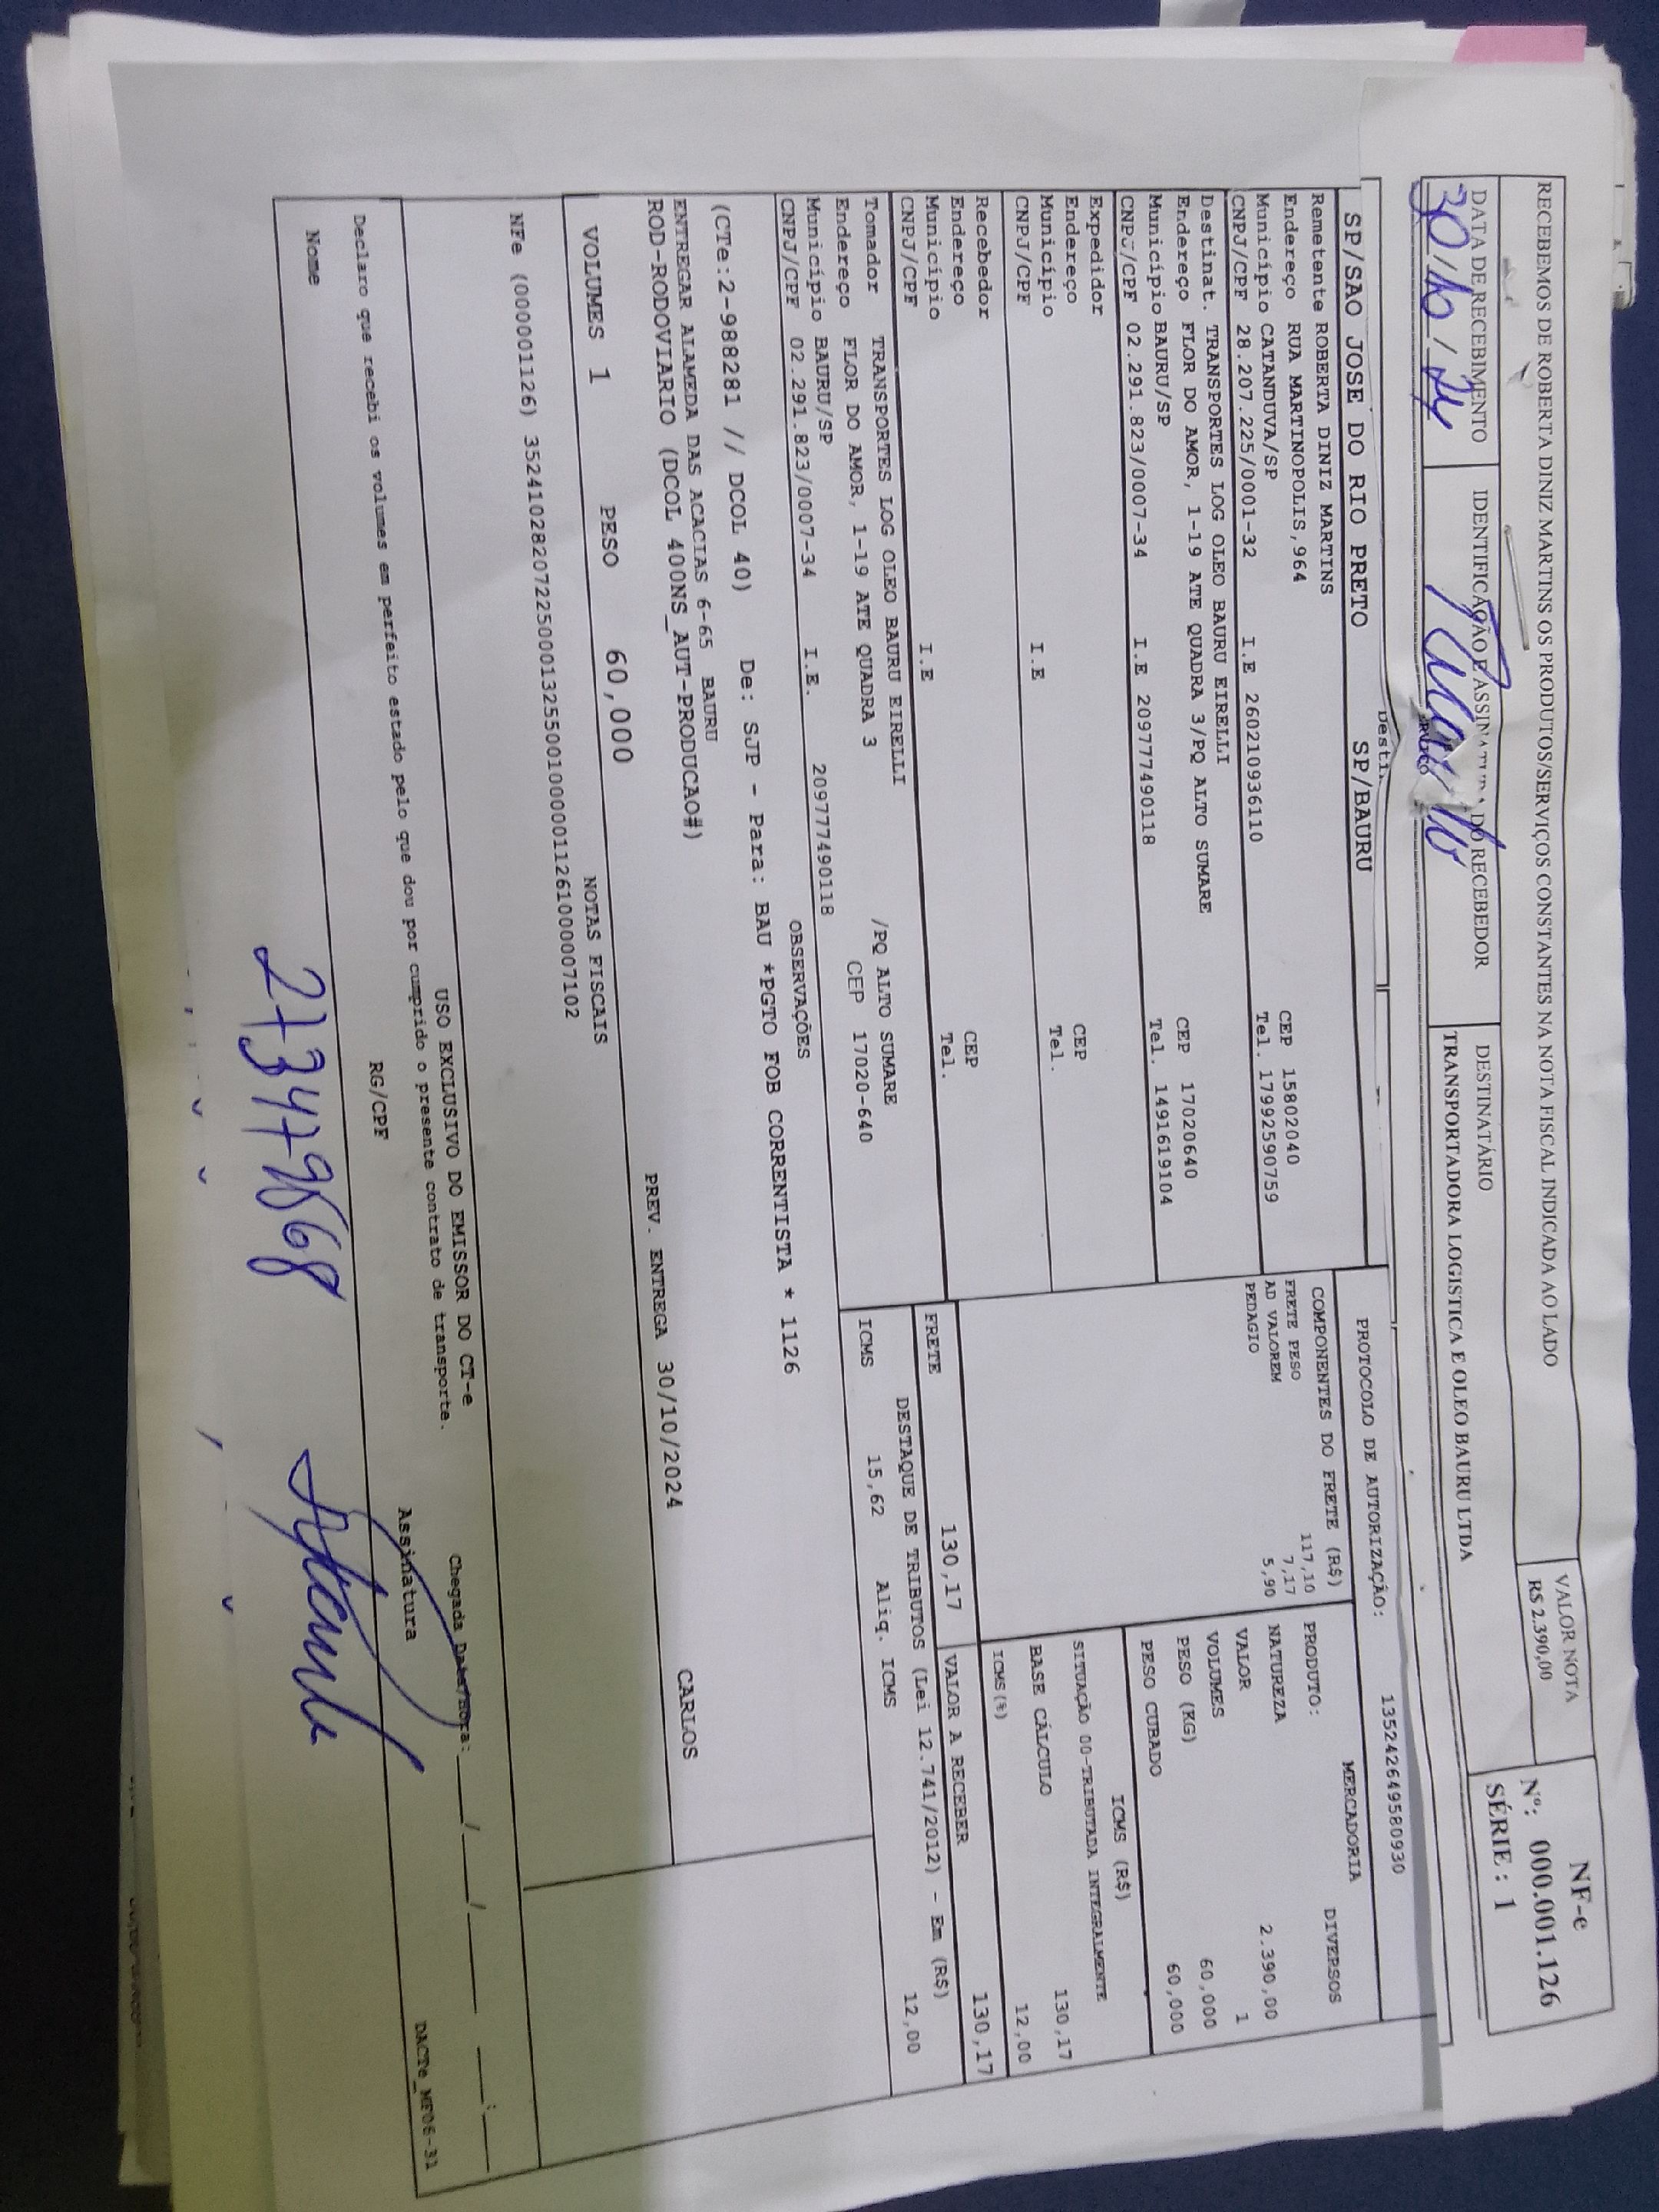 RECEBEMOS DE ROBERTA DINIZ MARTINS OS PRODUTOS/SERVIÇOS CONSTANTES NA NOTA FISCAL INDICADA AO LADO
VALOR NOTA
R$ 2.390,00
NF-e
Nº: 000.001.126
SÉRIE : 1
DATA DE RECEBIMENTO
30/10/24
IDENTIFICAÇÃO E ASSINATURA DO RECEBEDOR
DESTINATÁRIO
TRANSPORTADORA LOGISTICA E OLEO BAURU LTDA
PROTOCOLO DE AUTORIZAÇÃO: 135242649580930
SP/SAO JOSE DO RIO PRETO SP/BAURU
Remetente ROBERTA DINIZ MARTINS
Endereço RUA MARTINOPOLIS,964 CEP 15802040
Município CATANDUVA/SP Tel. 17992590759
CNPJ/CPF 28.207.225/0001-32 I.E 260210936110
Destinat. TRANSPORTES LOG OLEO BAURU EIRELLI
Endereço FLOR DO AMOR, 1-19 ATE QUADRA 3/PQ ALTO SUMARE CEP 17020640
Município BAURU/SP Tel. 1491619104
CNPJ/CPF 02.291.823/0007-34 I.E 209777490118
Expedidor
Endereço CEP
Município Tel.
CNPJ/CPF I.E
Recebedor
Endereço CEP
Município Tel.
CNPJ/CPF I.E
Tomador TRANSPORTES LOG OLEO BAURU EIRELLI
Endereço FLOR DO AMOR, 1-19 ATE QUADRA 3 /PQ ALTO SUMARE
Município BAURU/SP CEP 17020-640
CNPJ/CPF 02.291.823/0007-34 I.E. 209777490118
COMPONENTES DO FRETE (R$)
FRETE PESO 117,10
AD VALOREM 7,17
PEDAGIO 5,90
MERCADORIA
PRODUTO: DIVERSOS
NATUREZA
VALOR 2.390,00
VOLUMES 1
PESO (KG) 60,000
PESO CUBADO 60,000
ICMS (R$)
SITUAÇÃO 00-TRIBUTADA INTEGRALMENTE
BASE CÁLCULO 130,17
ICMS(%) 12,00
FRETE 130,17 VALOR A RECEBER 130,17
DESTAQUE DE TRIBUTOS (Lei 12.741/2012) - Em (R$)
ICMS 15,62 Aliq. ICMS 12,00
OBSERVAÇÕES
(CTe:2-988281 // DCOL 40) De: SJP - Para: BAU *PGTO FOB CORRENTISTA * 1126
ENTREGAR ALAMEDA DAS ACACIAS 6-65 BAURU
ROD-RODOVIARIO (DCOL 400NS_AUT-PRODUCAO#)
PREV. ENTREGA 30/10/2024 CARLOS
VOLUMES 1 PESO 60,000 NOTAS FISCAIS
NFe (000001126) 35241028207225000132550010000011261000007102
USO EXCLUSIVO DO EMISSOR DO CT-e
Chegada Data/Hora: ___/___/___ __:__
Declaro que recebi os volumes em perfeito estado pelo que dou por cumprido o presente contrato de transporte.
Nome RG/CPF Assinatura
DACTe_MF06-31